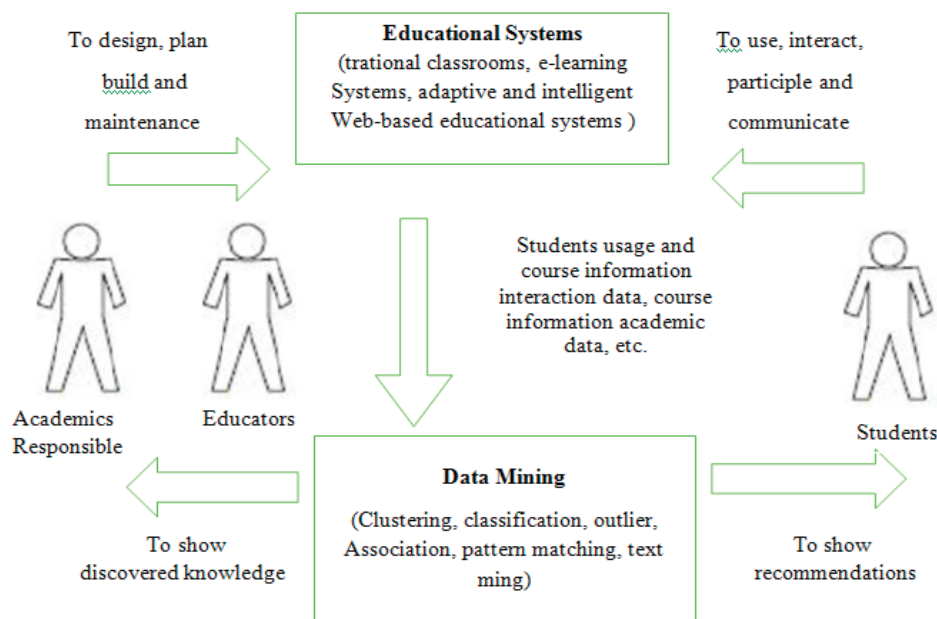 To design, plan
build and
maintenance
Educational Systems
(trational classrooms, e-learning
Systems, adaptive and intelligent
Web-based educational systems )
To use, interact,
participle and
communicate
Students usage and
course information
interaction data, course
information academic
data, etc.
Academics
Responsible
Educators
Students
Data Mining
(Clustering, classification, outlier,
Association, pattern matching, text
ming)
To show
discovered knowledge
To show
recommendations